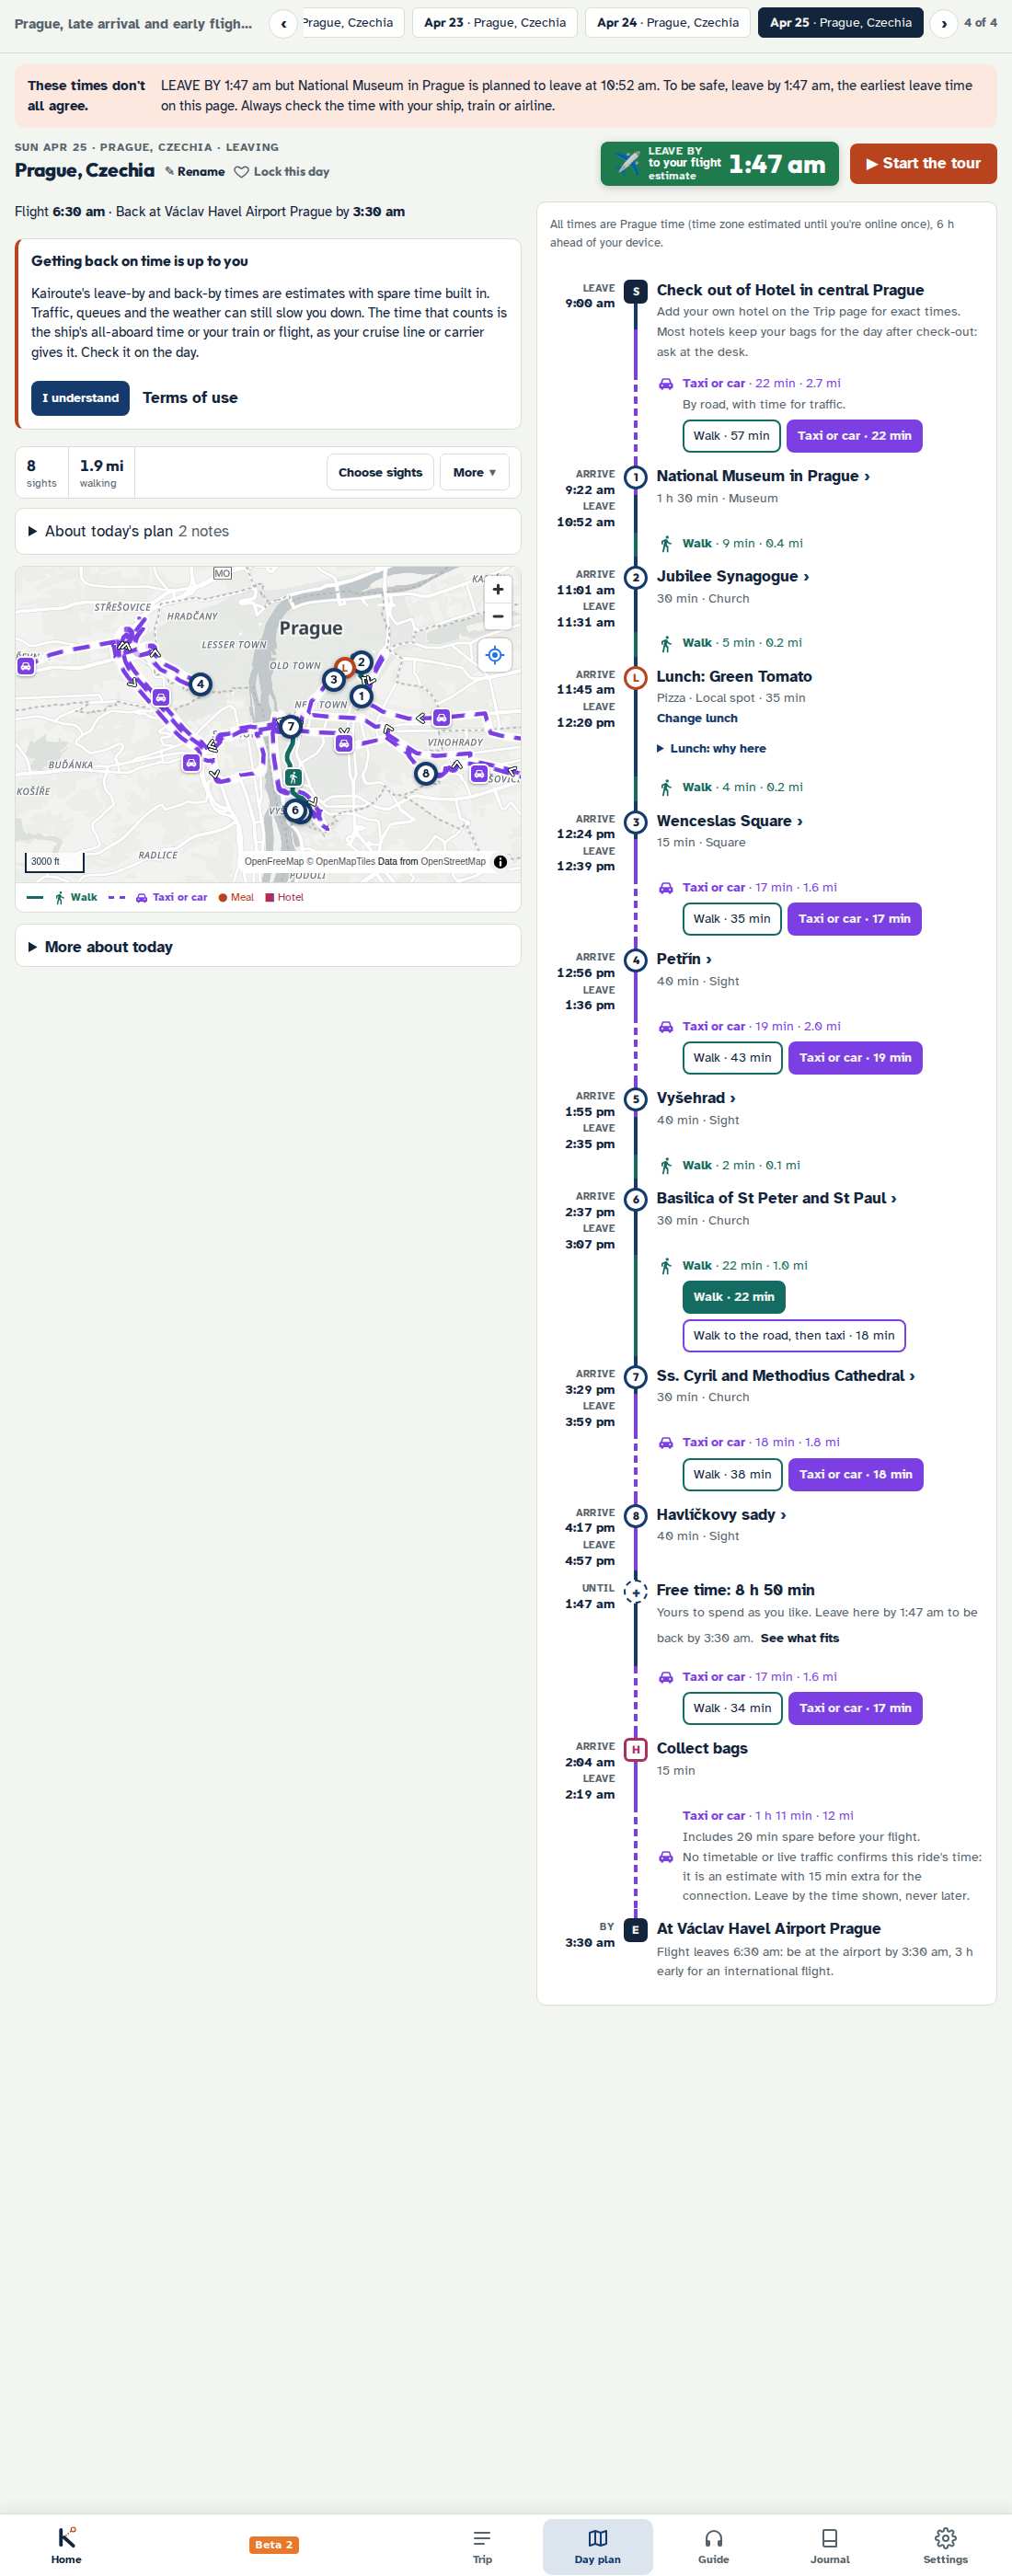 Prague, late arrival and early fligh...
‹
Prague, Czechia
Apr 23 · Prague, Czechia
Apr 24 · Prague, Czechia
Apr 25 · Prague, Czechia
›
4 of 4
These times don't all agree.
LEAVE BY 1:47 am but National Museum in Prague is planned to leave at 10:52 am. To be safe, leave by 1:47 am, the earliest leave time
on this page. Always check the time with your ship, train or airline.
SUN APR 25 · PRAGUE, CZECHIA · LEAVING
Prague, Czechia
✎ Rename
Lock this day
LEAVE BY
to your flight
estimate
1:47 am
▶ Start the tour
Flight 6:30 am · Back at Václav Havel Airport Prague by 3:30 am
Getting back on time is up to you
Kairoute's leave-by and back-by times are estimates with spare time built in.
Traffic, queues and the weather can still slow you down. The time that counts is
the ship's all-aboard time or your train or flight, as your cruise line or carrier
gives it. Check it on the day.
I understand
Terms of use
8
sights
1.9 mi
walking
Choose sights
More ▼
▶ About today's plan 2 notes
MO
STŘEŠOVICE
HRADČANY
Prague
LESSER TOWN
OLD TOWN
NEW TOWN
VINOHRADY
BUĎÁNKA
KOŠÍŘE
RADLICE
PODOLÍ
+
−
L
1
2
3
4
6
7
8
3000 ft
OpenFreeMap © OpenMapTiles Data from OpenStreetMap
Walk
Taxi or car
Meal
Hotel
▶ More about today
All times are Prague time (time zone estimated until you're online once), 6 h
ahead of your device.
LEAVE
9:00 am
S
Check out of Hotel in central Prague
Add your own hotel on the Trip page for exact times.
Most hotels keep your bags for the day after check-out:
ask at the desk.
Taxi or car · 22 min · 2.7 mi
By road, with time for traffic.
Walk · 57 min
Taxi or car · 22 min
ARRIVE
9:22 am
LEAVE
10:52 am
1
National Museum in Prague ›
1 h 30 min · Museum
Walk · 9 min · 0.4 mi
ARRIVE
11:01 am
LEAVE
11:31 am
2
Jubilee Synagogue ›
30 min · Church
Walk · 5 min · 0.2 mi
ARRIVE
11:45 am
LEAVE
12:20 am
L
Lunch: Green Tomato
Pizza · Local spot · 35 min
Change lunch
▶ Lunch: why here
Walk · 4 min · 0.2 mi
ARRIVE
12:24 pm
LEAVE
12:39 pm
3
Wenceslas Square ›
15 min · Square
Taxi or car · 17 min · 1.6 mi
Walk · 35 min
Taxi or car · 17 min
ARRIVE
12:56 pm
LEAVE
1:36 pm
4
Petřín ›
40 min · Sight
Taxi or car · 19 min · 2.0 mi
Walk · 43 min
Taxi or car · 19 min
ARRIVE
1:55 pm
LEAVE
2:35 pm
5
Vyšehrad ›
40 min · Sight
Walk · 2 min · 0.1 mi
ARRIVE
2:37 pm
LEAVE
3:07 pm
6
Basilica of St Peter and St Paul ›
30 min · Church
Walk · 22 min · 1.0 mi
Walk · 22 min
Walk to the road, then taxi · 18 min
ARRIVE
3:29 pm
LEAVE
3:59 pm
7
Ss. Cyril and Methodius Cathedral ›
30 min · Church
Taxi or car · 18 min · 1.8 mi
Walk · 38 min
Taxi or car · 18 min
ARRIVE
4:17 pm
LEAVE
4:57 pm
8
Havlíčkovy sady ›
40 min · Sight
UNTIL
1:47 am
+
Free time: 8 h 50 min
Yours to spend as you like. Leave here by 1:47 am to be
back by 3:30 am. See what fits
Taxi or car · 17 min · 1.6 mi
Walk · 34 min
Taxi or car · 17 min
ARRIVE
2:04 am
LEAVE
2:19 am
H
Collect bags
15 min
Taxi or car · 1 h 11 min · 12 mi
Includes 20 min spare before your flight.
No timetable or live traffic confirms this ride's time:
it is an estimate with 15 min extra for the
connection. Leave by the time shown, never later.
BY
3:30 am
E
At Václav Havel Airport Prague
Flight leaves 6:30 am: be at the airport by 3:30 am, 3 h
early for an international flight.
Home
Beta 2
Trip
Day plan
Guide
Journal
Settings